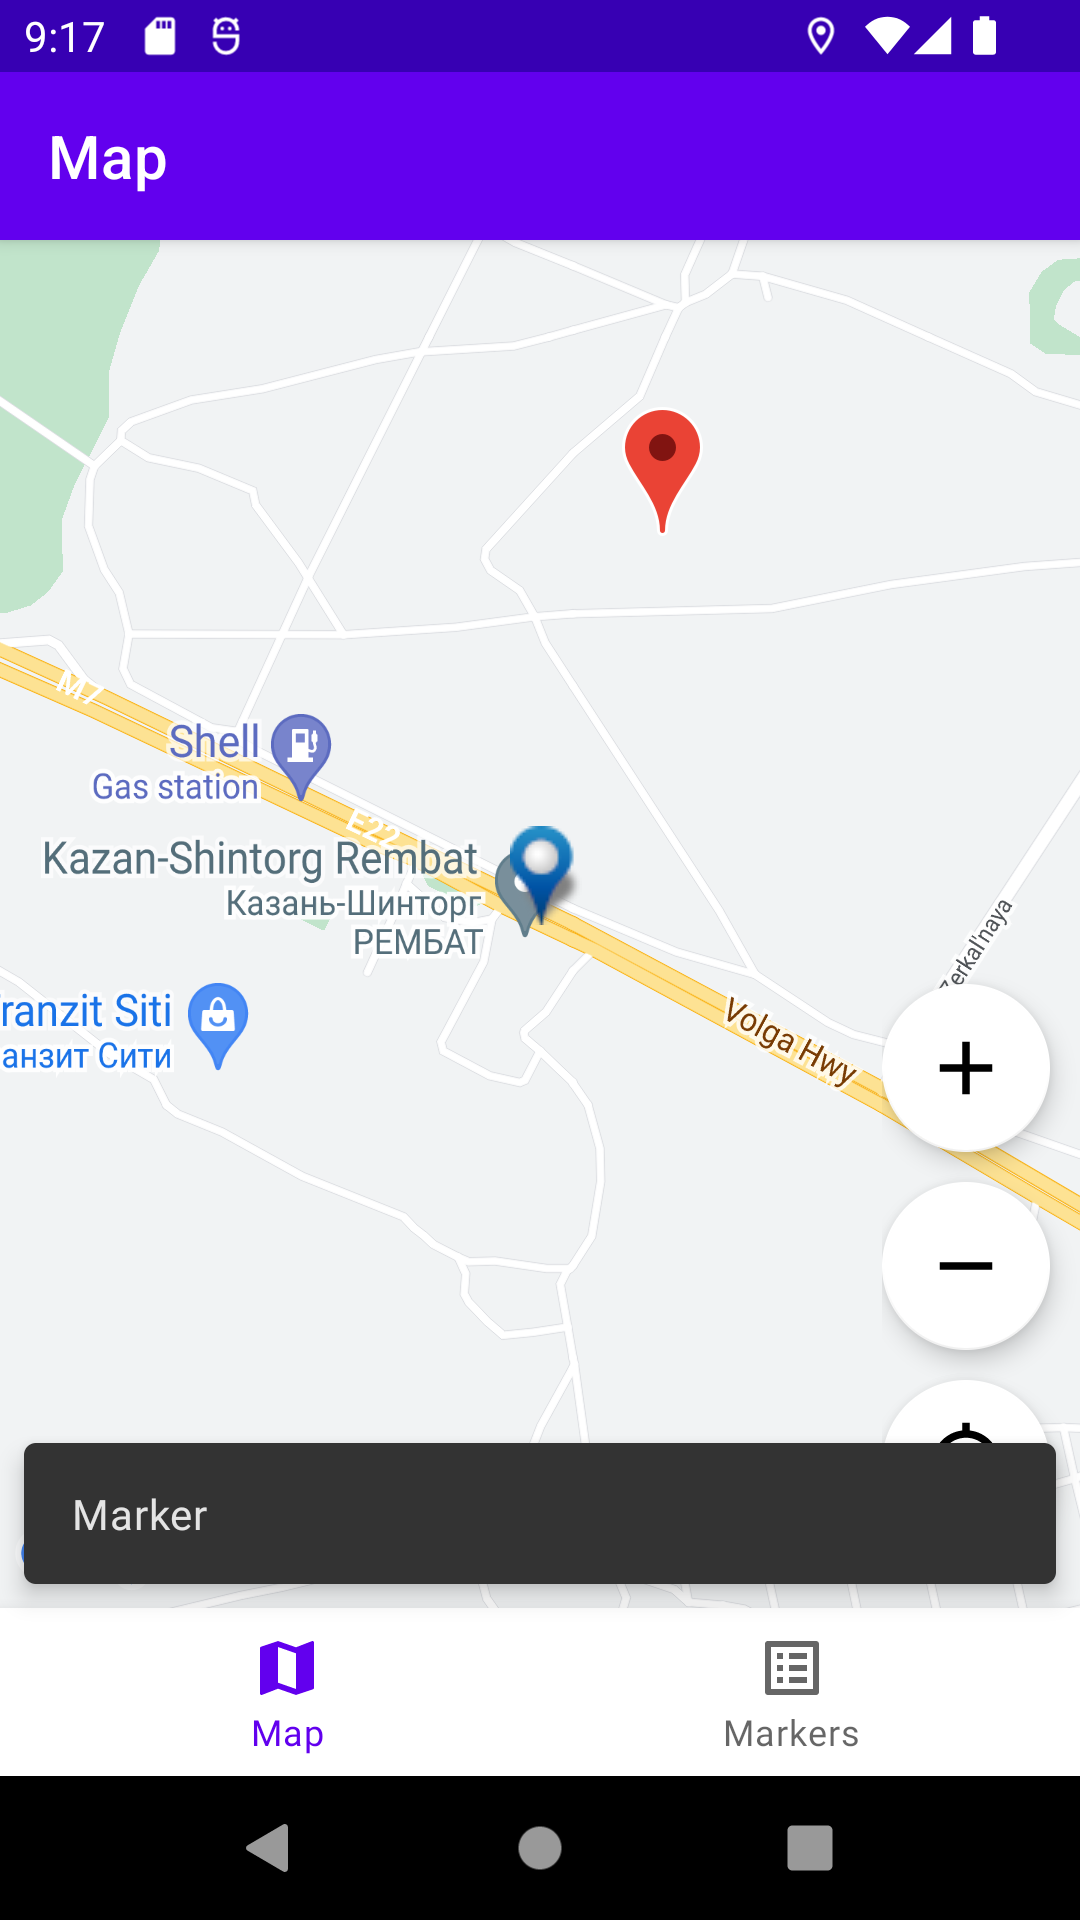 9:17
Map
M7
Shell
Gas station
E22
Kazan-Shintorg Rembat
Казань-Шинторг
РЕМБАТ
Zerkal'naya
ranzit Siti
анзит Сити
Volga Hwy
Marker
Map
Markers